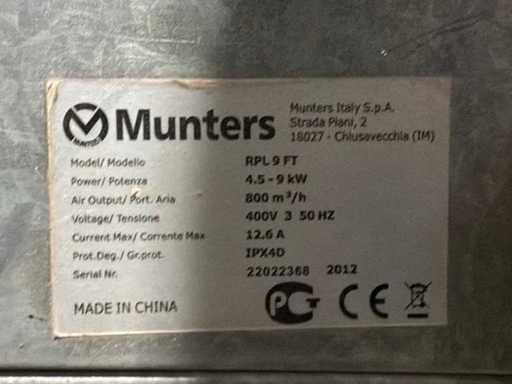 Munters
Munters Italy S.p.A.
Strada Piani, 2
18027 - Chiusavecchia (IM)
Model/ Modello RPL 9 FT
Power/ Potenza 4.5 - 9 kW
Air Output/ Port. Aria 800 m³/h
Voltage/ Tensione 400V 3 50 HZ
Current Max/ Corrente Max 12.6 A
Prot.Deg./ Gr.prot. IPX4D
Serial Nr. 22022368 2012
MADE IN CHINA
PCT CE